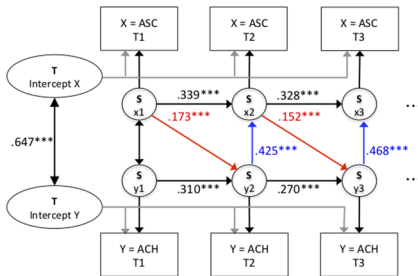 X = ASC
T1
X = ASC
T2
X = ASC
T3
T
Intercept X
S
x1
.339***
S
x2
.328***
S
x3
...
.173***
.152***
.647***
.425***
.468***
S
y1
.310***
S
y2
.270***
S
y3
...
T
Intercept Y
Y = ACH
T1
Y = ACH
T2
Y = ACH
T3